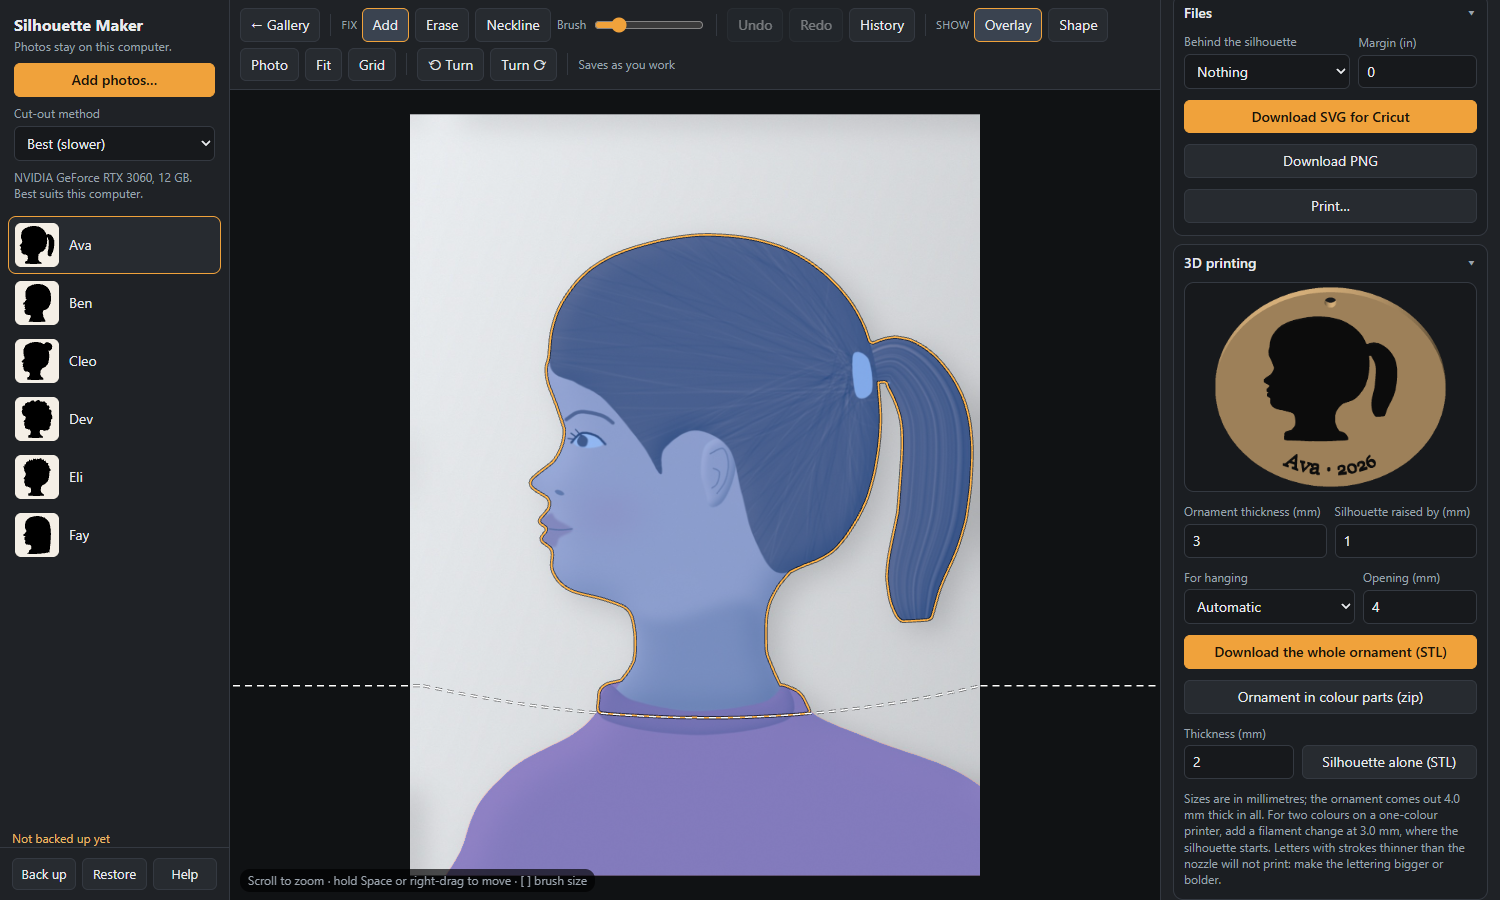 Silhouette Maker
Photos stay on this computer.
Add photos...
Cut-out method
Best (slower)
NVIDIA GeForce RTX 3060, 12 GB.
Best suits this computer.
Ava
Ben
Cleo
Dev
Eli
Fay
Not backed up yet
Back up
Restore
Help
← Gallery
FIX
Add
Erase
Neckline
Brush
Undo
Redo
History
SHOW
Overlay
Shape
Photo
Fit
Grid
⟲ Turn
Turn ⟳
Saves as you work
Scroll to zoom · hold Space or right-drag to move · [ ] brush size
Files
Behind the silhouette
Margin (in)
Nothing
0
Download SVG for Cricut
Download PNG
Print...
3D printing
Ava · 2026
Ornament thickness (mm)
Silhouette raised by (mm)
3
1
For hanging
Opening (mm)
Automatic
4
Download the whole ornament (STL)
Ornament in colour parts (zip)
Thickness (mm)
2
Silhouette alone (STL)
Sizes are in millimetres; the ornament comes out 4.0
mm thick in all. For two colours on a one-colour
printer, add a filament change at 3.0 mm, where the
silhouette starts. Letters with strokes thinner than the
nozzle will not print: make the lettering bigger or
bolder.